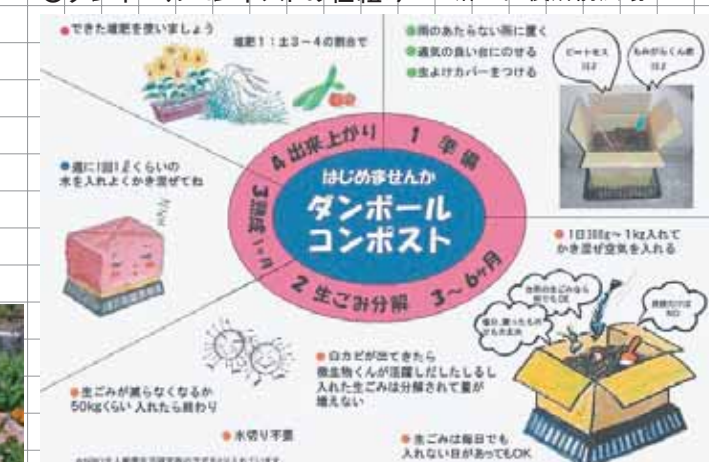 ●できた堆肥を使いましょう
堆肥1:土3~4の割合で
●雨のあたらない所に置く
●通気の良い台にのせる
●虫よけカバーをつける
ピートモス
もみがらくん炭
4 出来上がり
1 準備
はじめませんか
ダンボール
コンポスト
3 熟成 1ヶ月
2 生ごみ分解 3~6ヶ月
●週に1回1ℓくらいの
水を入れよくかき混ぜてね
●1日300g~1kg入れて
かき混ぜ空気を入れる
●白カビが出てきたら
微生物くんが活躍しだしたしるし
入れた生ごみは分解されて量が
増えない
●生ごみが減らなくなるか
50kgくらい 入れたら終わり
●水切り不要
●生ごみは毎日でも
入れない日があってもOK